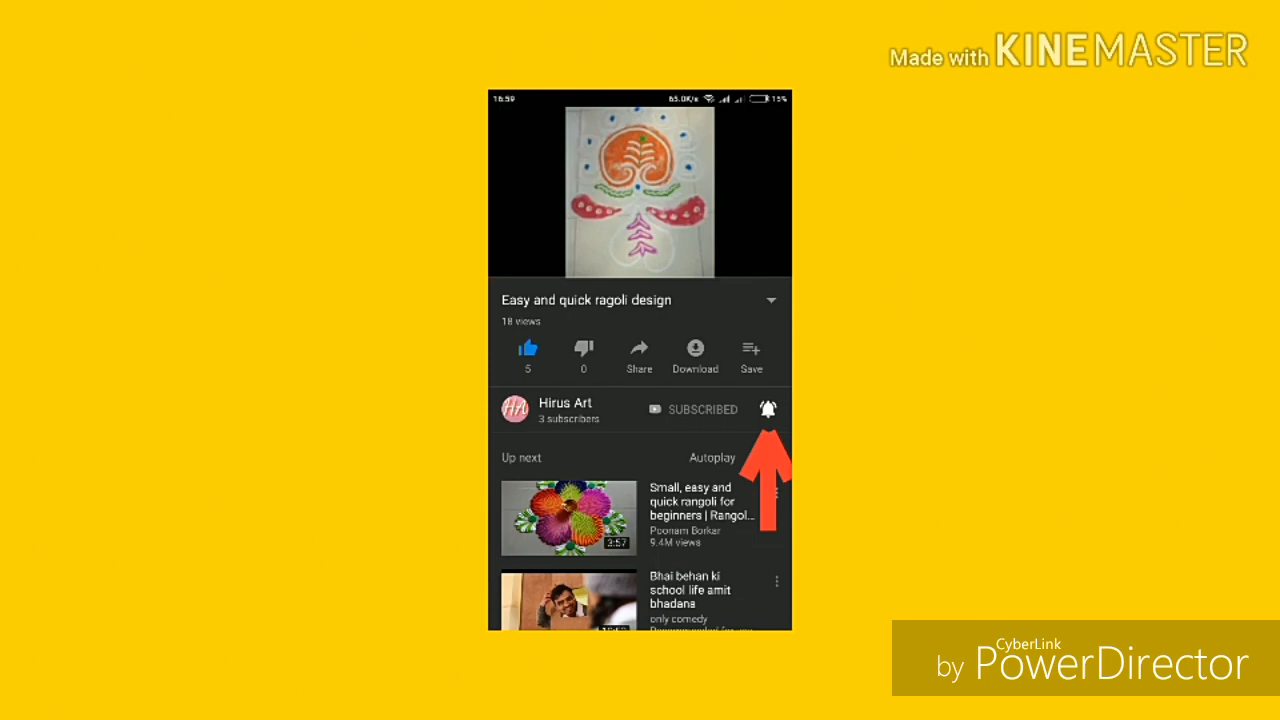 Made with KINEMASTER
16:59 65.0K/s 15%
Easy and quick ragoli design
18 views
5 0 Share Download Save
HA
Hirus Art
3 subscribers
SUBSCRIBED
Up next Autoplay
3:57
Small, easy and
quick rangoli for
beginners | Rangol...
Poonam Borkar
9.4M views
Bhai behan ki
school life amit
bhadana
only comedy
CyberLink
by PowerDirector